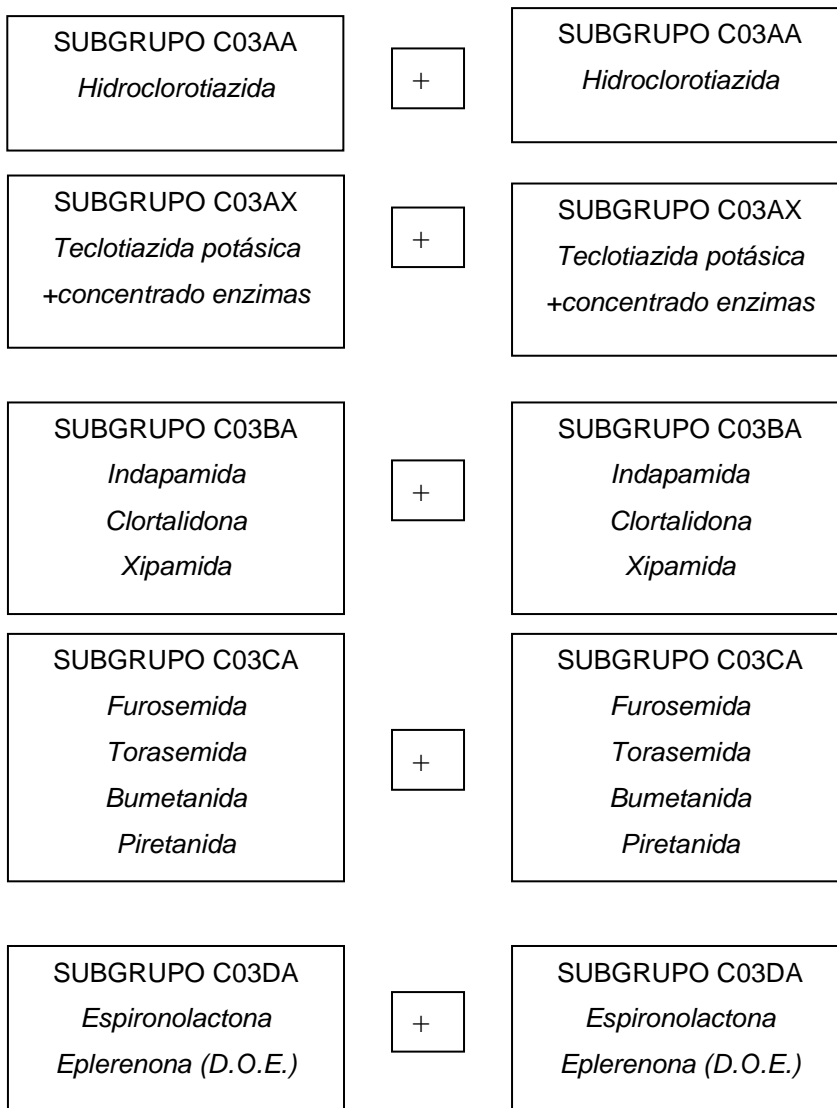 SUBGRUPO C03AA
Hidroclorotiazida
+
SUBGRUPO C03AA
Hidroclorotiazida
SUBGRUPO C03AX
Teclotiazida potásica
+concentrado enzimas
+
SUBGRUPO C03AX
Teclotiazida potásica
+concentrado enzimas
SUBGRUPO C03BA
Indapamida
Clortalidona
Xipamida
+
SUBGRUPO C03BA
Indapamida
Clortalidona
Xipamida
SUBGRUPO C03CA
Furosemida
Torasemida
Bumetanida
Piretanida
+
SUBGRUPO C03CA
Furosemida
Torasemida
Bumetanida
Piretanida
SUBGRUPO C03DA
Espironolactona
Eplerenona (D.O.E.)
+
SUBGRUPO C03DA
Espironolactona
Eplerenona (D.O.E.)